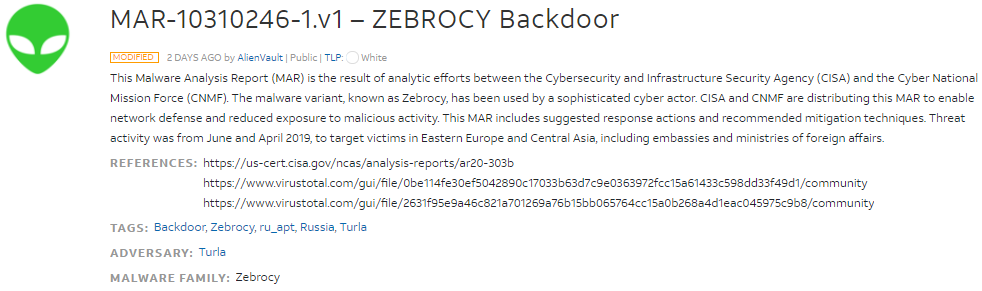 MAR-10310246-1.v1 – ZEBROCY Backdoor
MODIFIED 2 DAYS AGO by AlienVault | Public | TLP: White
This Malware Analysis Report (MAR) is the result of analytic efforts between the Cybersecurity and Infrastructure Security Agency (CISA) and the Cyber National
Mission Force (CNMF). The malware variant, known as Zebrocy, has been used by a sophisticated cyber actor. CISA and CNMF are distributing this MAR to enable
network defense and reduced exposure to malicious activity. This MAR includes suggested response actions and recommended mitigation techniques. Threat
activity was from June and April 2019, to target victims in Eastern Europe and Central Asia, including embassies and ministries of foreign affairs.
REFERENCES: https://us-cert.cisa.gov/ncas/analysis-reports/ar20-303b
https://www.virustotal.com/gui/file/0be114fe30ef5042890c17033b63d7c9e0363972fcc15a61433c598dd33f49d1/community
https://www.virustotal.com/gui/file/2631f95e9a46c821a701269a76b15bb065764cc15a0b268a4d1eac045975c9b8/community
TAGS: Backdoor, Zebrocy, ru_apt, Russia, Turla
ADVERSARY: Turla
MALWARE FAMILY: Zebrocy